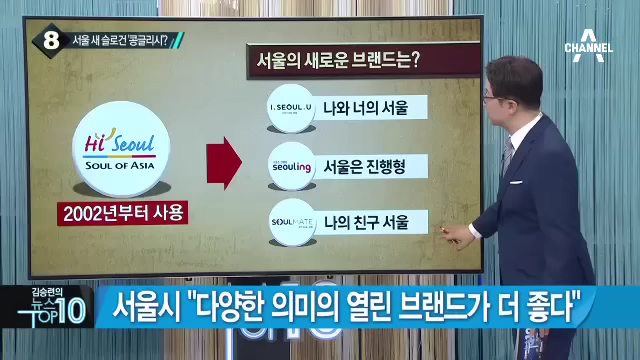 8 서울 새 슬로건 '콩글리시'?
CHANNEL A
서울의 새로운 브랜드는?
Hi Seoul
SOUL OF ASIA
2002년부터 사용
I.SEOUL.U
나와 너의 서울
seouling
서울은 진행형
SEOULMATE
나의 친구 서울
김승련의
뉴스
TOP10
서울시 "다양한 의미의 열린 브랜드가 더 좋다"